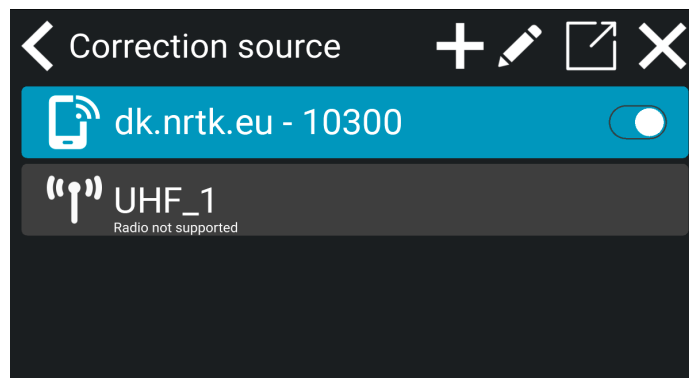 Correction source
dk.nrtk.eu - 10300
UHF_1
Radio not supported